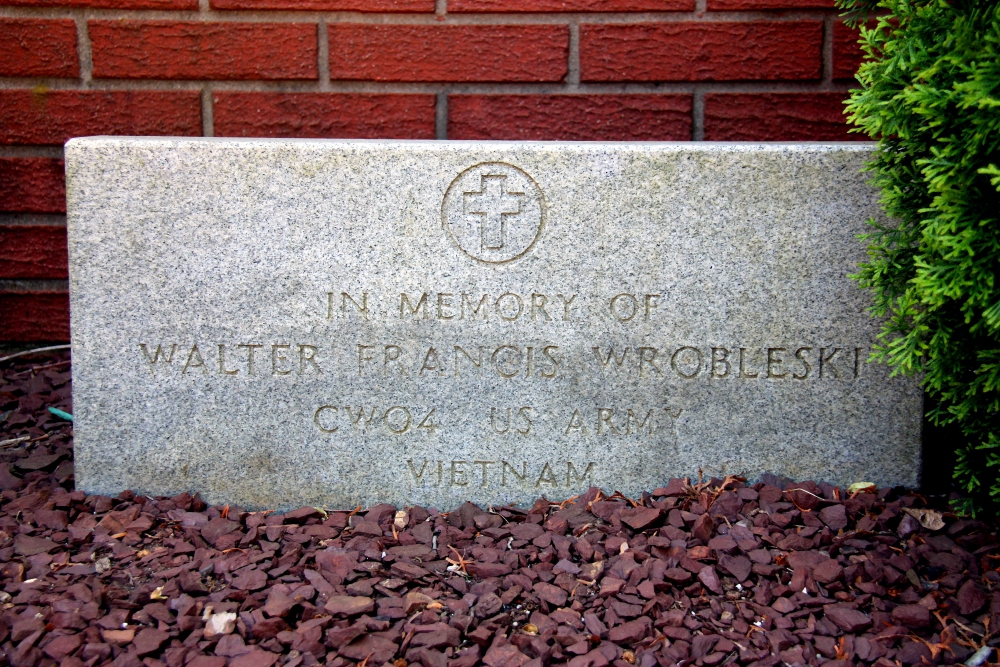 IN MEMORY OF
WALTER FRANCIS WROBLESKI
CWO4 US ARMY
VIETNAM